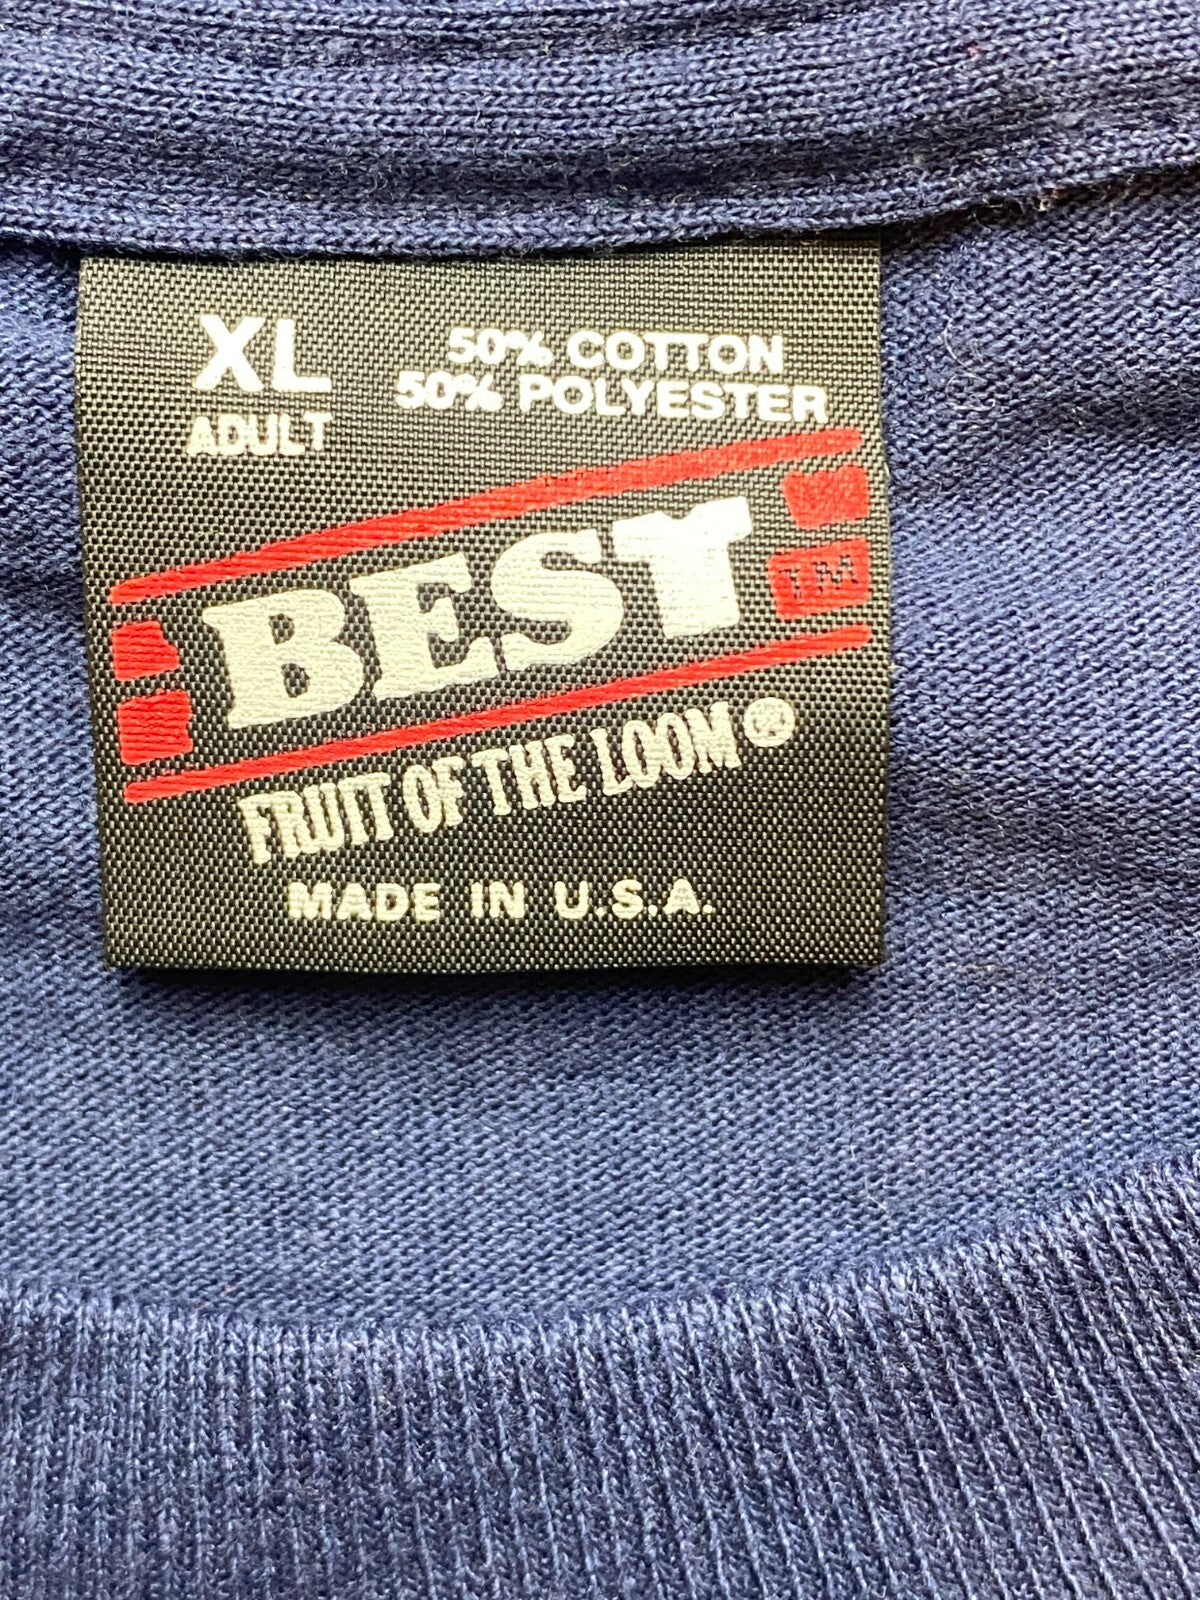 XL
ADULT
50% COTTON
50% POLYESTER
BEST
TM
FRUIT OF THE LOOM®
MADE IN U.S.A.